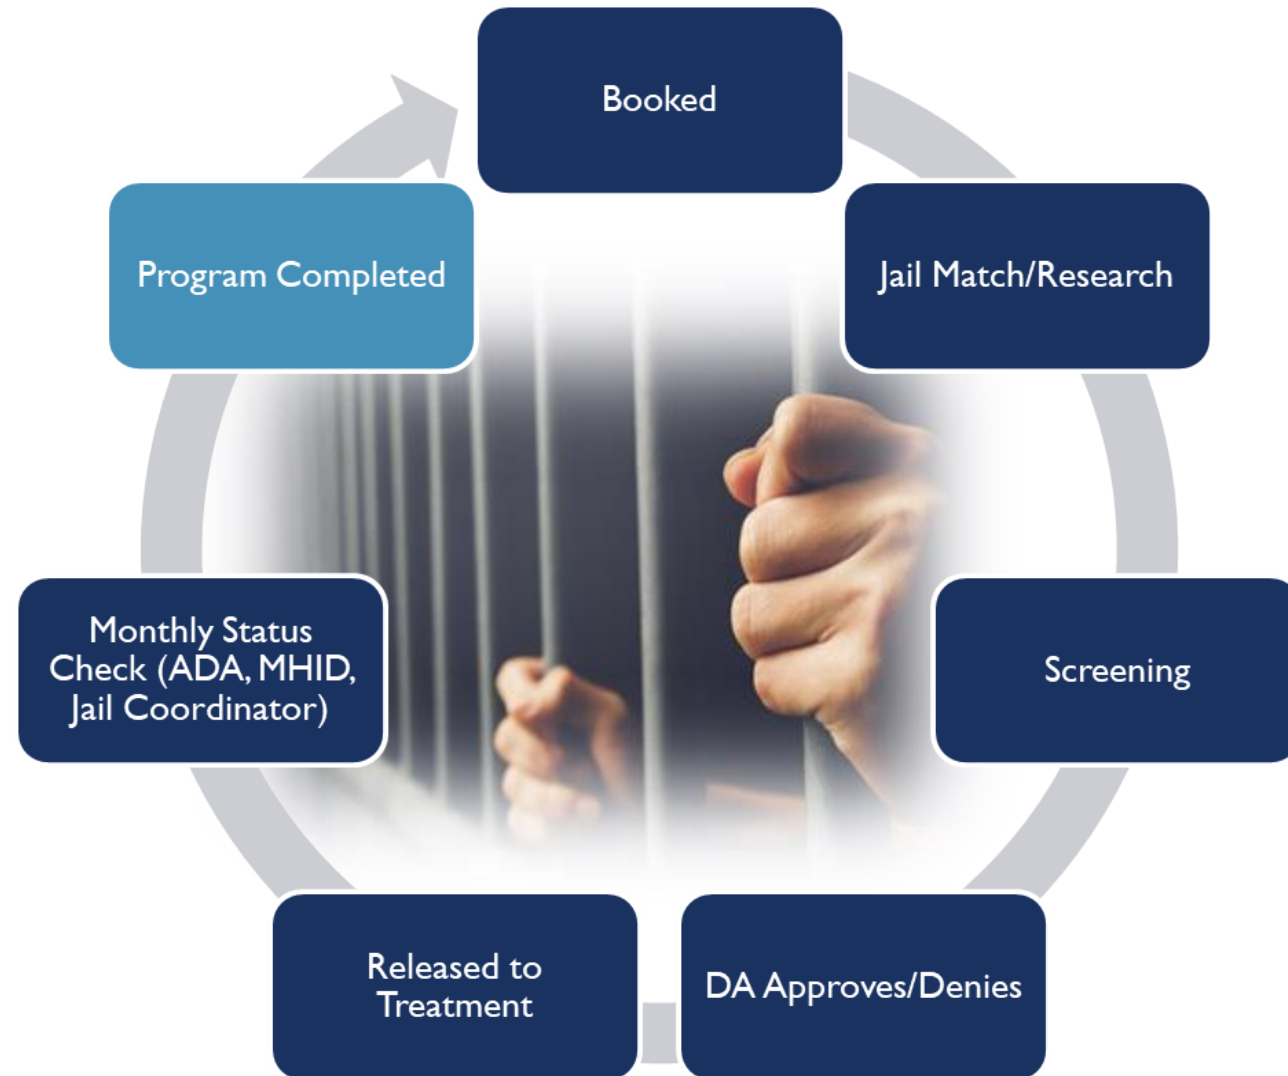 Booked
Jail Match/Research
Screening
DA Approves/Denies
Released to
Treatment
Monthly Status
Check (ADA, MHID,
Jail Coordinator)
Program Completed